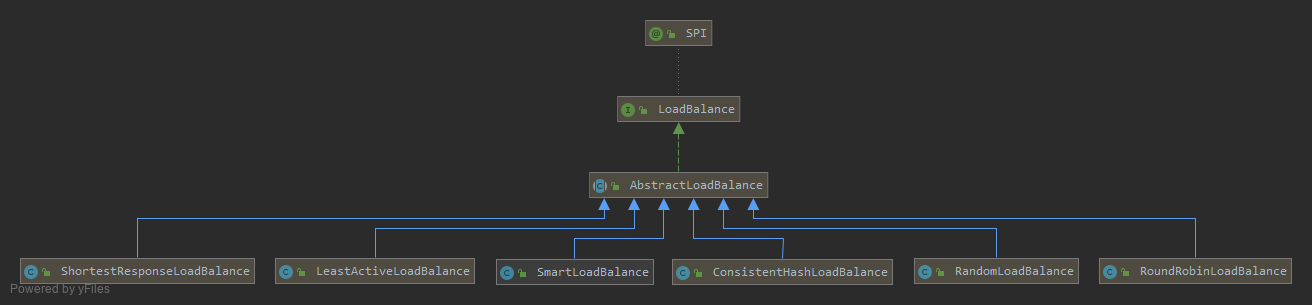 SPI
LoadBalance
AbstractLoadBalance
ShortestResponseLoadBalance
LeastActiveLoadBalance
SmartLoadBalance
ConsistentHashLoadBalance
RandomLoadBalance
RoundRobinLoadBalance
Powered by yFiles